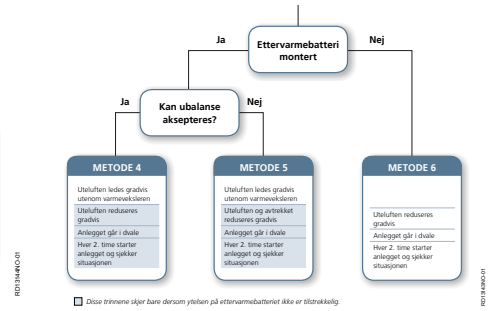 Ja
Ettervarmebatteri
montert
Nei
Ja
Kan ubalanse
aksepteres?
Nei
METODE 4
Uteluften ledes gradvis
utenom varmeveksleren
Uteluften reduseres
gradvis
Anlegget går i dvale
Hver 2. time starter
anlegget og sjekker
situasjonen
METODE 5
Uteluften ledes gradvis
utenom varmeveksleren
Uteluften og avtrekket
reduseres gradvis
Anlegget går i dvale
Hver 2. time starter
anlegget og sjekker
situasjonen
METODE 6
Uteluften reduseres
gradvis
Anlegget går i dvale
Hver 2. time starter
anlegget og sjekker
situasjonen
Disse trinnene skjer bare dersom ytelsen på ettervarmebatteriet ikke er tilstrekkelig.
RD13144NO-01
RD13143NO-01